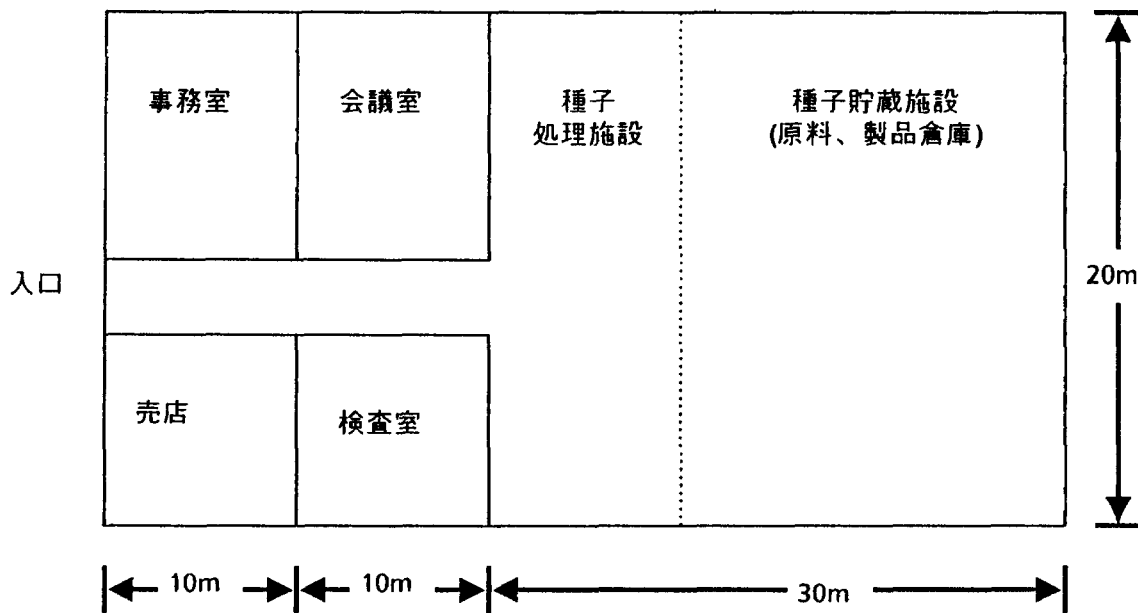 事務室
会議室
種子
処理施設
種子貯蔵施設
(原料、製品倉庫)
入口
20m
売店
検査室
10m
10m
30m